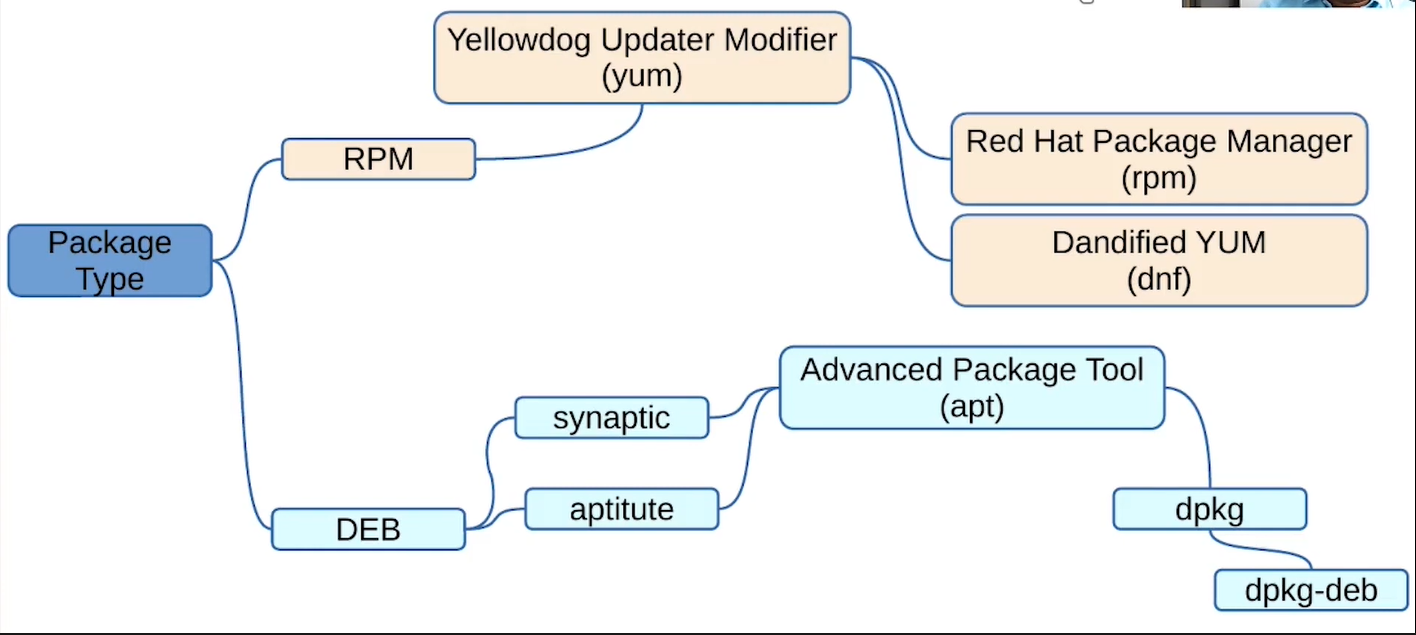 Yellowdog Updater Modifier
(yum)
Red Hat Package Manager
(rpm)
RPM
Dandified YUM
(dnf)
Package
Type
Advanced Package Tool
(apt)
synaptic
aptitute
dpkg
DEB
dpkg-deb